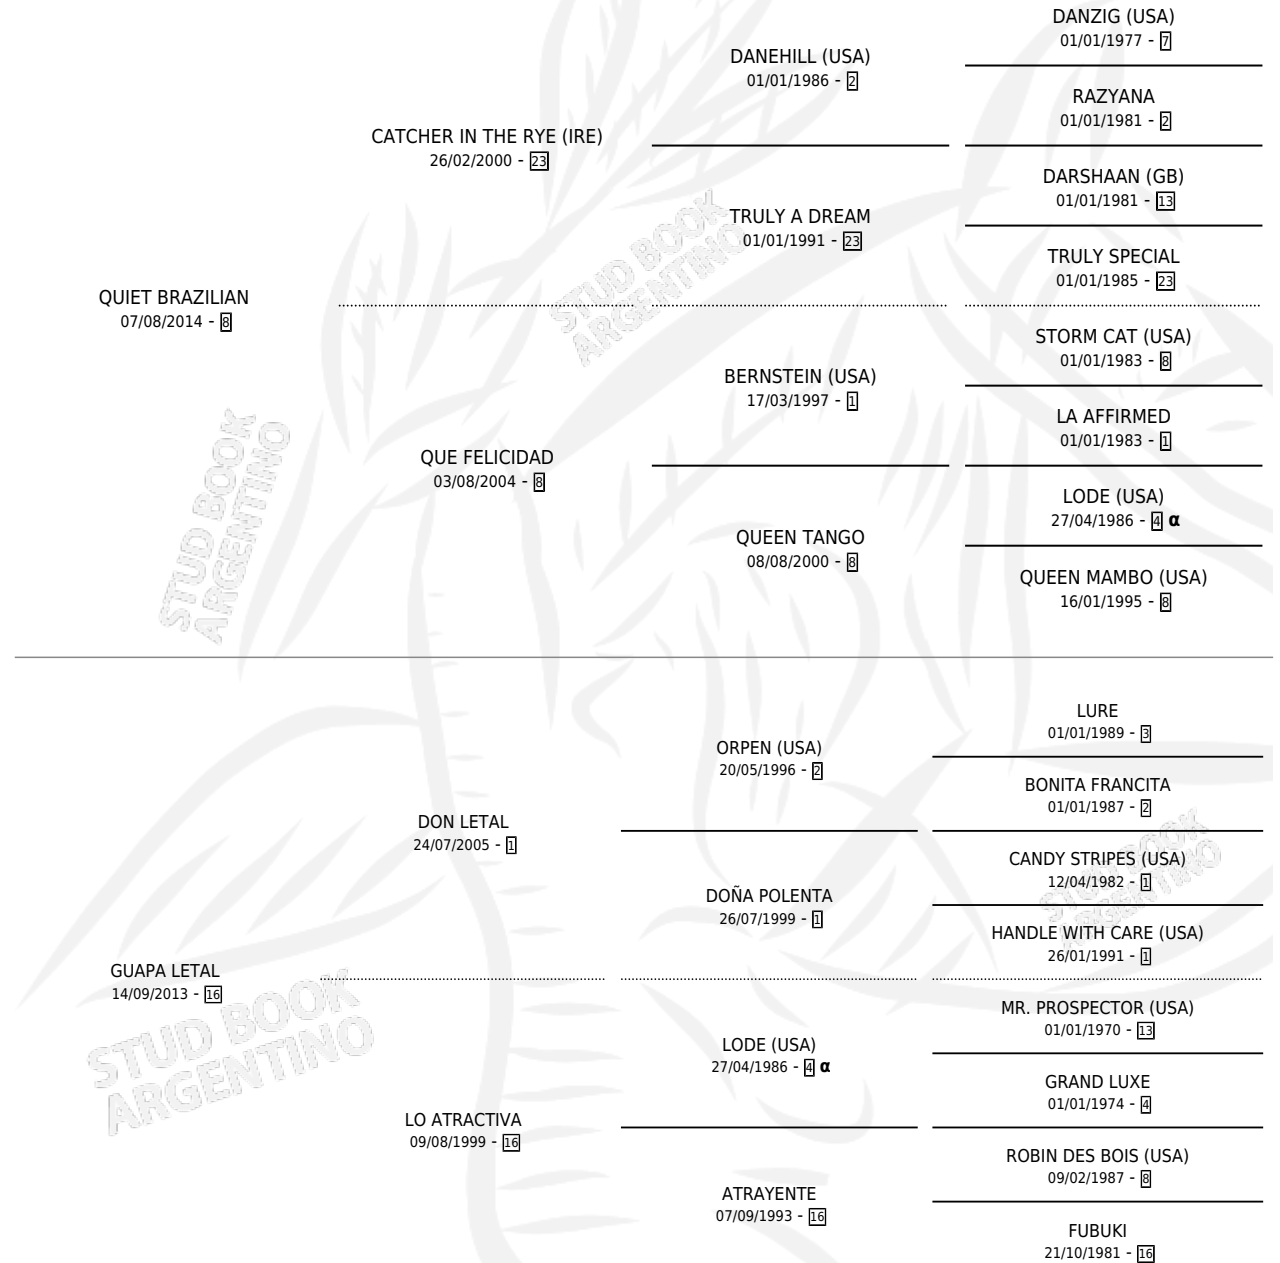 DANZIG (USA)
01/01/1977 - 7
DANEHILL (USA)
01/01/1986 - 2
RAZYANA
01/01/1981 - 2
CATCHER IN THE RYE (IRE)
26/02/2000 - 23
DARSHAAN (GB)
01/01/1981 - 13
TRULY A DREAM
01/01/1991 - 23
TRULY SPECIAL
01/01/1985 - 23
QUIET BRAZILIAN
07/08/2014 - 8
STORM CAT (USA)
01/01/1983 - 8
BERNSTEIN (USA)
17/03/1997 - 1
LA AFFIRMED
01/01/1983 - 1
QUE FELICIDAD
03/08/2004 - 8
LODE (USA)
27/04/1986 - 4 α
QUEEN TANGO
08/08/2000 - 8
QUEEN MAMBO (USA)
16/01/1995 - 8
STUD BOOK
ARGENTINO
STUD BOOK
ARGENTINO
LURE
01/01/1989 - 3
ORPEN (USA)
20/05/1996 - 2
BONITA FRANCITA
01/01/1987 - 2
DON LETAL
24/07/2005 - 1
CANDY STRIPES (USA)
12/04/1982 - 1
DOÑA POLENTA
26/07/1999 - 1
HANDLE WITH CARE (USA)
26/01/1991 - 1
GUAPA LETAL
14/09/2013 - 16
MR. PROSPECTOR (USA)
01/01/1970 - 13
LODE (USA)
27/04/1986 - 4 α
GRAND LUXE
01/01/1974 - 4
LO ATRACTIVA
09/08/1999 - 16
ROBIN DES BOIS (USA)
09/02/1987 - 8
ATRAYENTE
07/09/1993 - 16
FUBUKI
21/10/1981 - 16
STUD BOOK
ARGENTINO
STUD BOOK
ARGENTINO